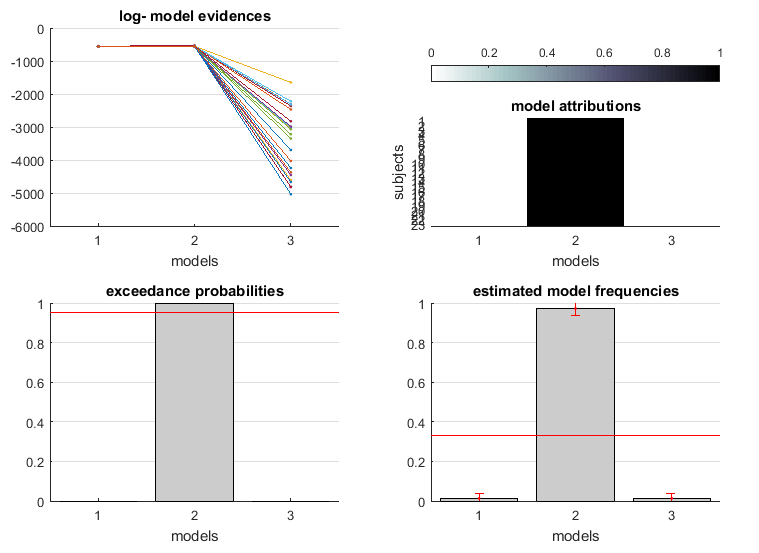 log- model evidences
0
-1000
-2000
-3000
-4000
-5000
-6000
1 2 3
models
0 0.2 0.4 0.6 0.8 1
model attributions
subjects
1
23
1 2 3
models
exceedance probabilities
1
0.8
0.6
0.4
0.2
0
1 2 3
models
estimated model frequencies
1
0.8
0.6
0.4
0.2
0
1 2 3
models